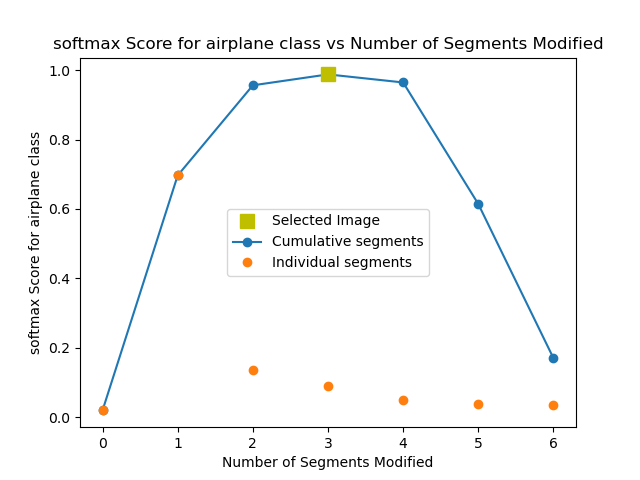 softmax Score for airplane class vs Number of Segments Modified
softmax Score for airplane class
1.0
0.8
0.6
0.4
0.2
0.0
Selected Image
Cumulative segments
Individual segments
0 1 2 3 4 5 6
Number of Segments Modified